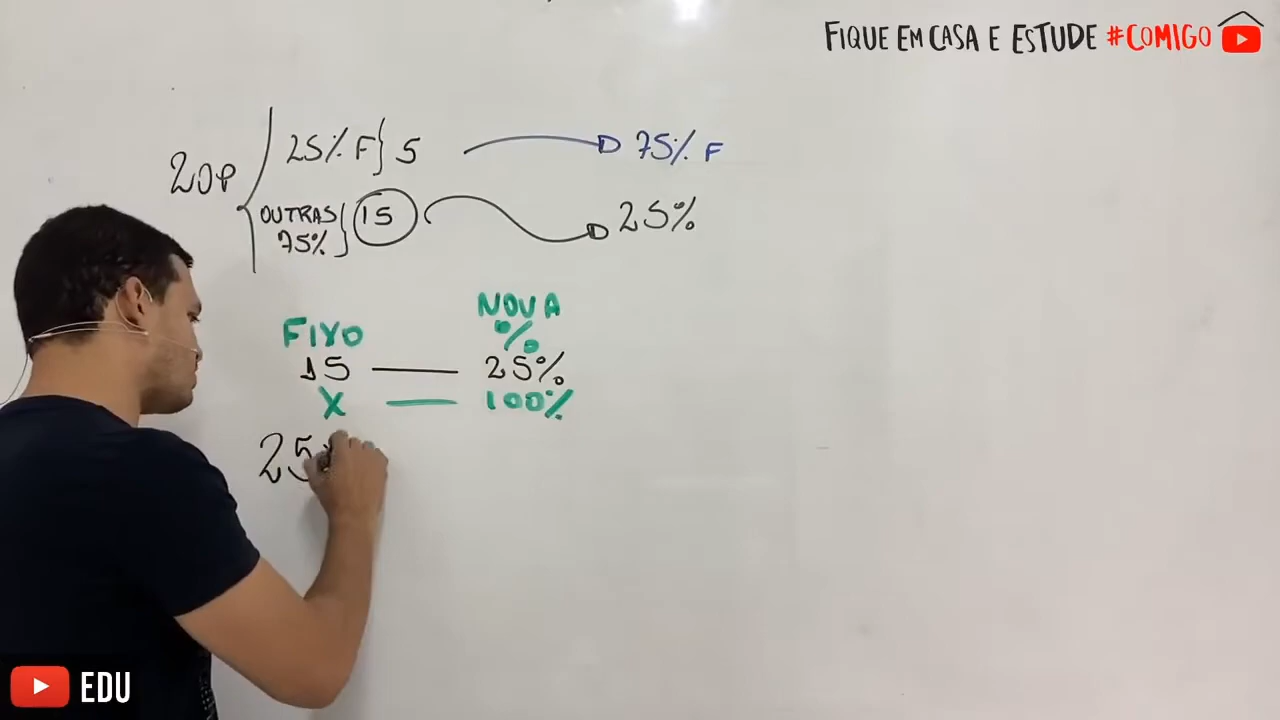 FIQUE EM CASA E ESTUDE #COMIGO
20P
25% F } 5
75% F
OUTRAS 75% } 15
25%
FIXO
NOVA %
15 — 25%
X — 100%
25
EDU